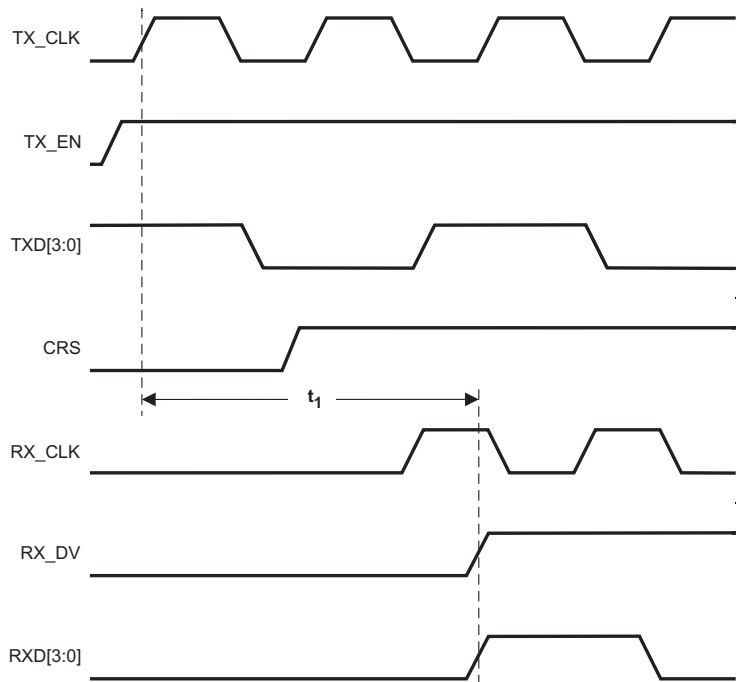 TX_CLK
TX_EN
TXD[3:0]
CRS
t1
RX_CLK
RX_DV
RXD[3:0]